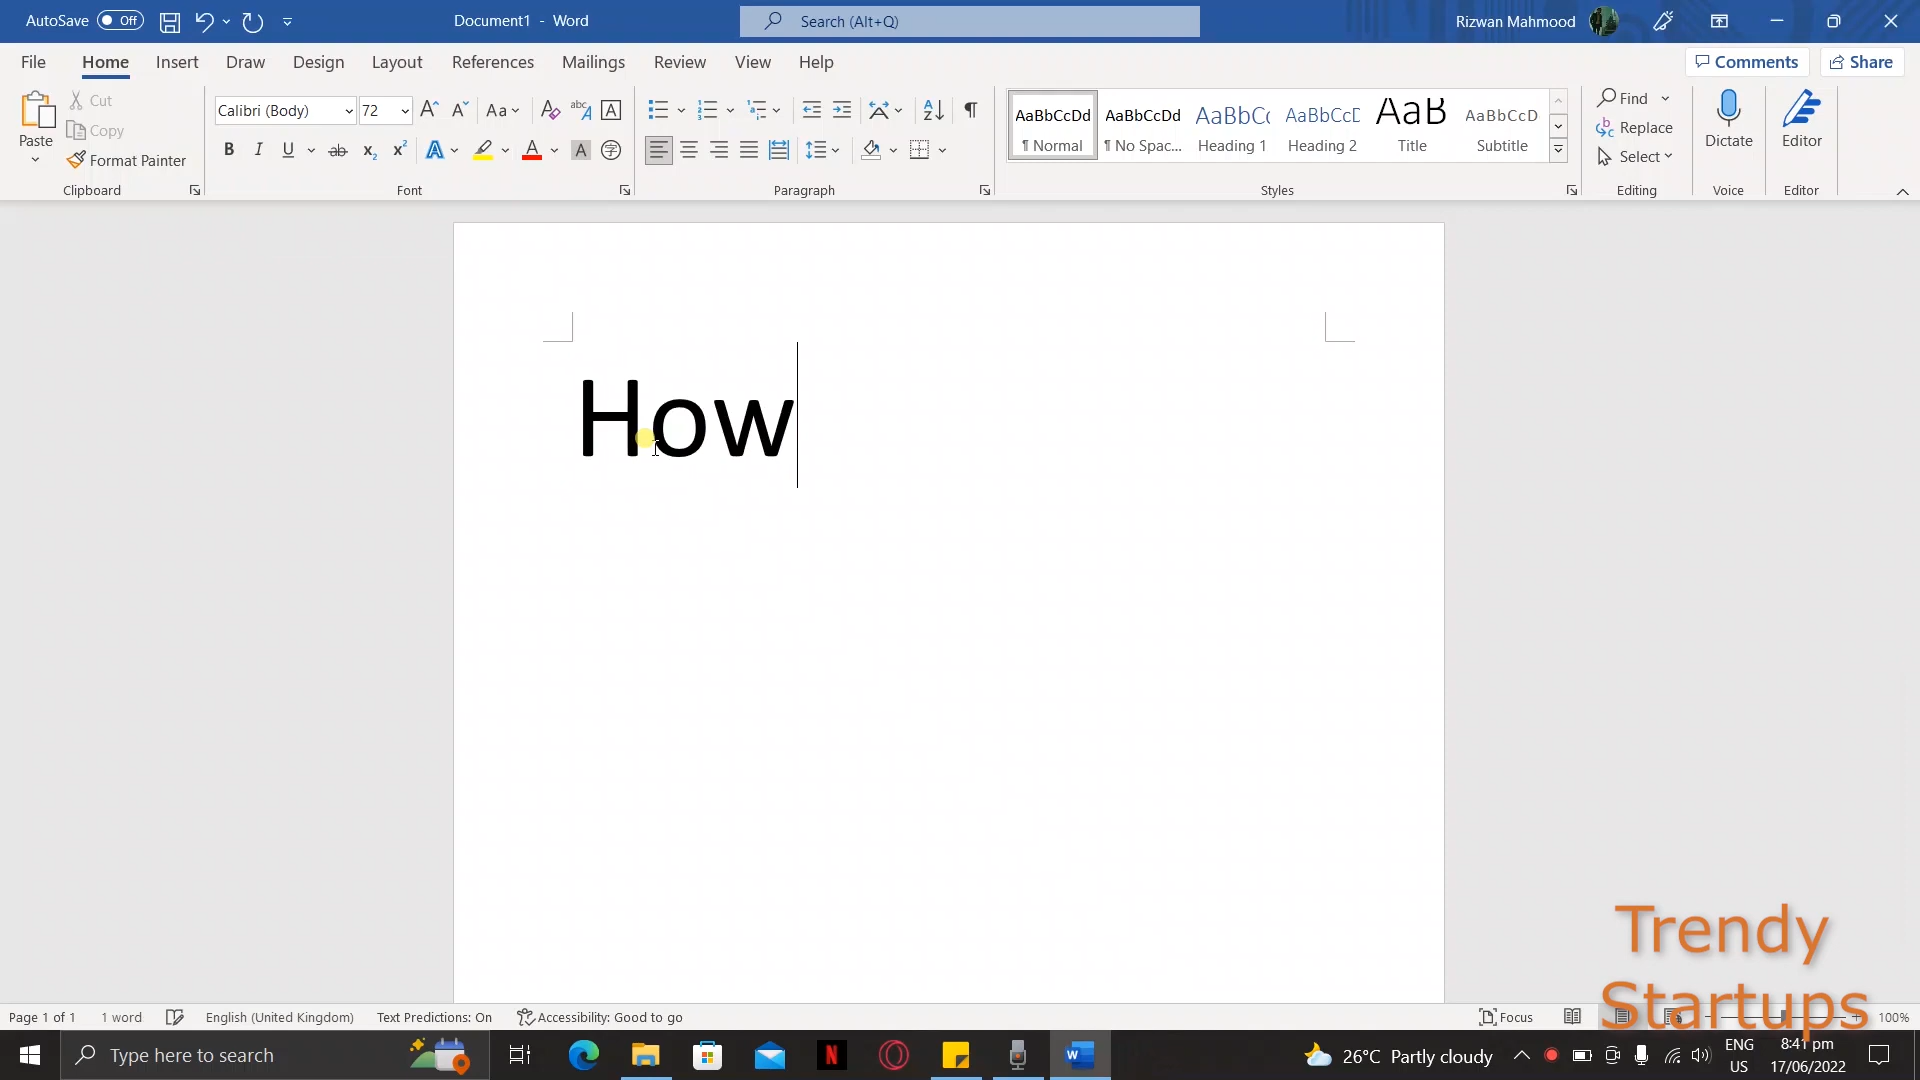 AutoSave Off Document1 - Word Search (Alt+Q) Rizwan Mahmood
File Home Insert Draw Design Layout References Mailings Review View Help Comments Share
Paste Cut Copy Format Painter
Calibri (Body) 72 Aa
AaBbCcDd AaBbCcDd AaBbC AaBbCcD AaB AaBbCcD
¶ Normal ¶ No Spac... Heading 1 Heading 2 Title Subtitle
Find Replace Select
Dictate Editor
Clipboard Font Paragraph Styles Editing Voice Editor
How
Trendy
Startups
Page 1 of 1 1 word English (United Kingdom) Text Predictions: On Accessibility: Good to go Focus 100%
Type here to search 26°C Partly cloudy ENG US 8:41 pm 17/06/2022